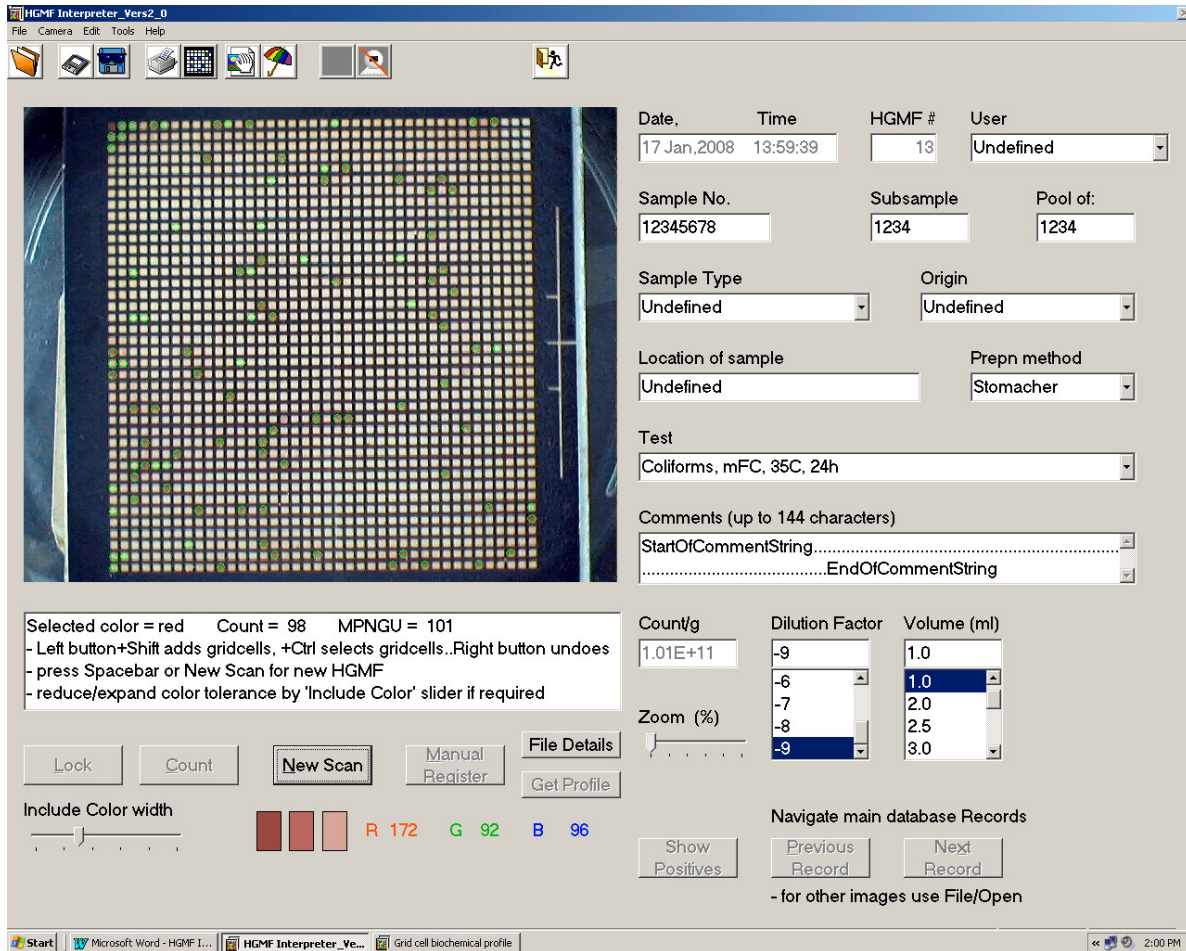 HGMF Interpreter_Vers2_0
File Camera Edit Tools Help
Date, Time HGMF # User
17 Jan,2008 13:59:39 13 Undefined
Sample No. Subsample Pool of:
12345678 1234 1234
Sample Type Origin
Undefined Undefined
Location of sample Prepn method
Undefined Stomacher
Test
Coliforms, mFC, 35C, 24h
Comments (up to 144 characters)
StartOfCommentString......................................................................
..........................................EndOfCommentString
Selected color = red Count = 98 MPNGU = 101
- Left button+Shift adds gridcells, +Ctrl selects gridcells..Right button undoes
- press Spacebar or New Scan for new HGMF
- reduce/expand color tolerance by 'Include Color' slider if required
Count/g Dilution Factor Volume (ml)
1.01E+11 -9 1.0
-6 1.0
-7 2.0
-8 2.5
-9 3.0
Zoom (%)
Lock Count New Scan Manual Register File Details
Get Profile
Include Color width
R 172 G 92 B 96
Navigate main database Records
Show Positives Previous Record Next Record
- for other images use File/Open
Start Microsoft Word - HGMF I... HGMF Interpreter_Ve... Grid cell biochemical profile « 2:00 PM